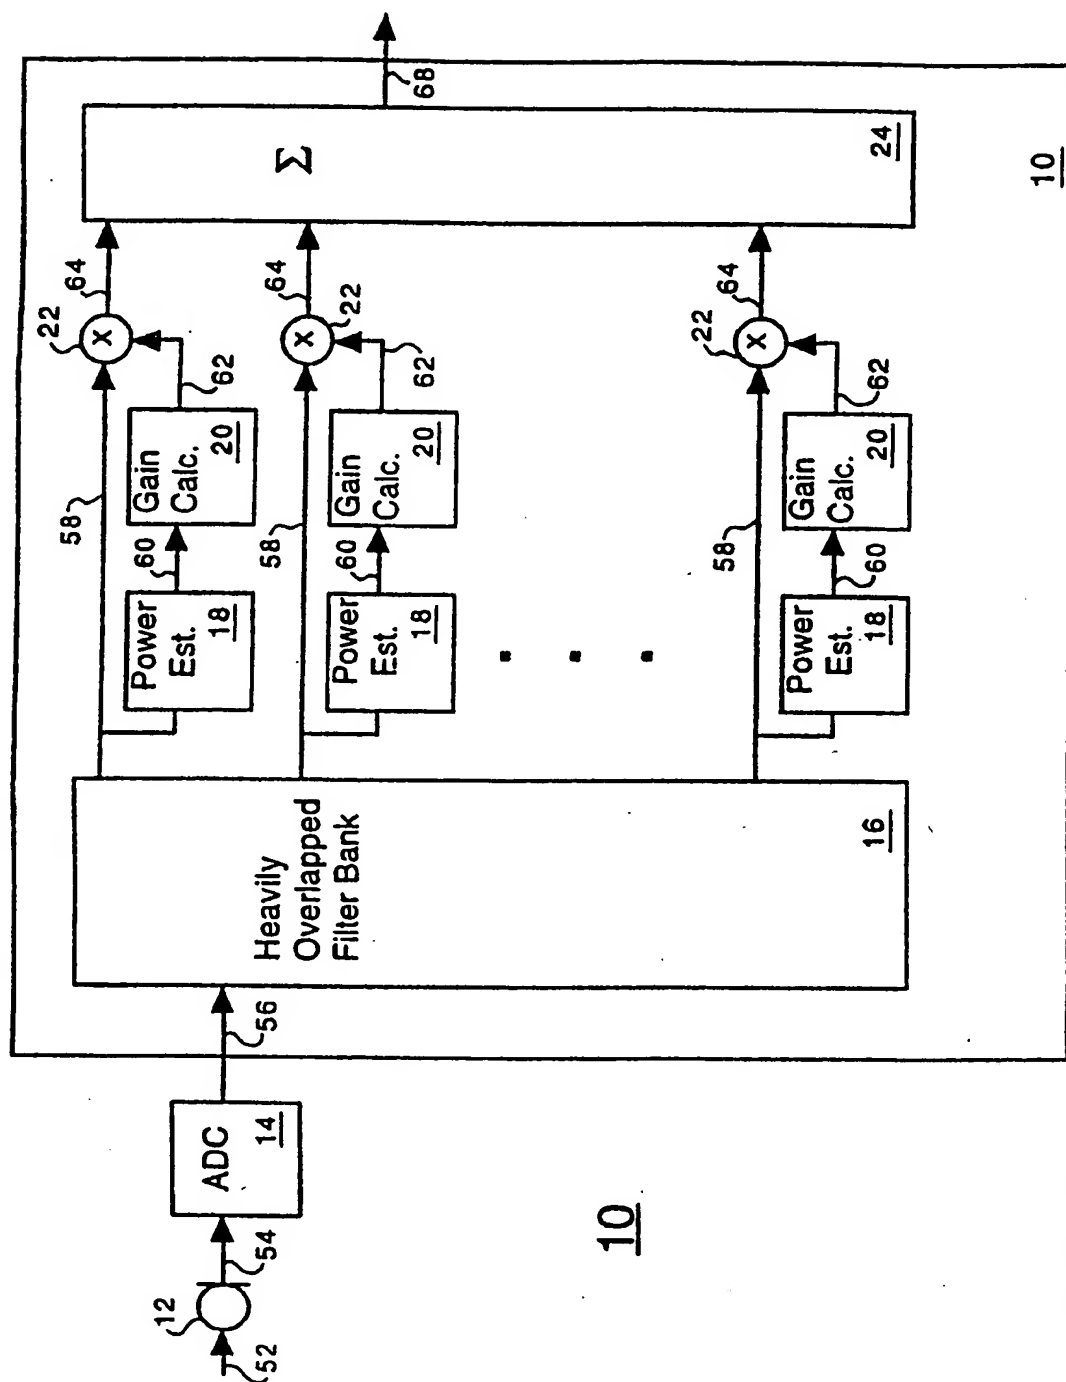 52
12
54
ADC
14
56
Heavily
Overlapped
Filter Bank
16
58
Power
Est.
18
60
Gain
Calc.
20
62
22
X
64
58
Power
Est.
18
60
Gain
Calc.
20
62
22
X
64
58
Power
Est.
18
60
Gain
Calc.
20
62
22
X
64
Σ
24
68
10
10